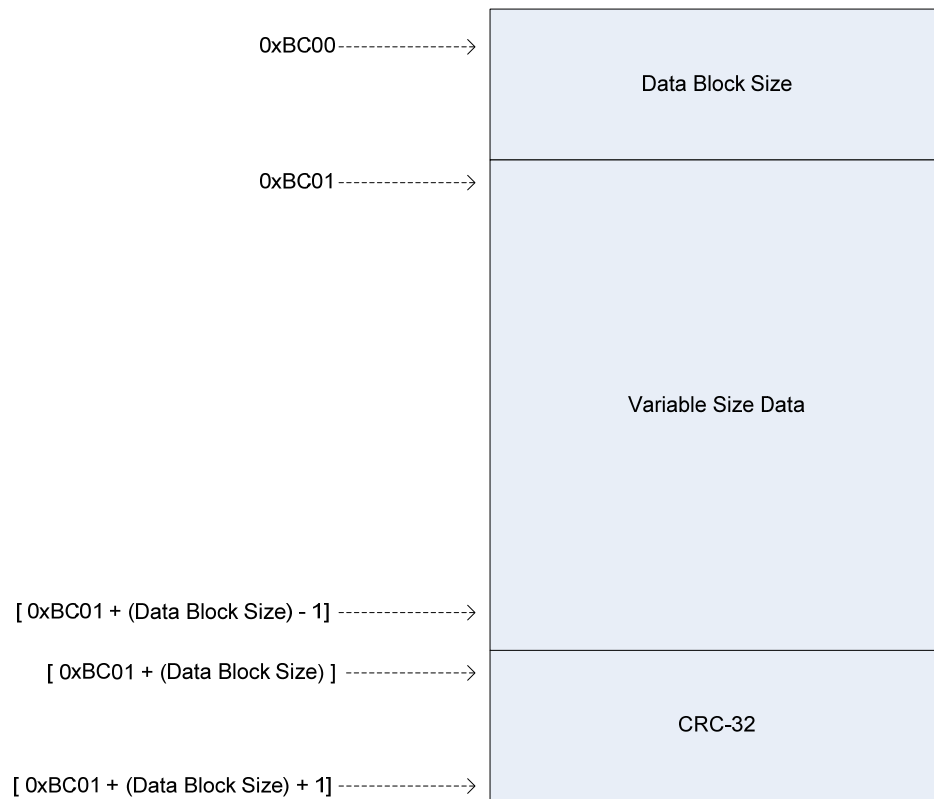 0xBC00
Data Block Size
0xBC01
Variable Size Data
[ 0xBC01 + (Data Block Size) - 1]
[ 0xBC01 + (Data Block Size) ]
CRC-32
[ 0xBC01 + (Data Block Size) + 1]